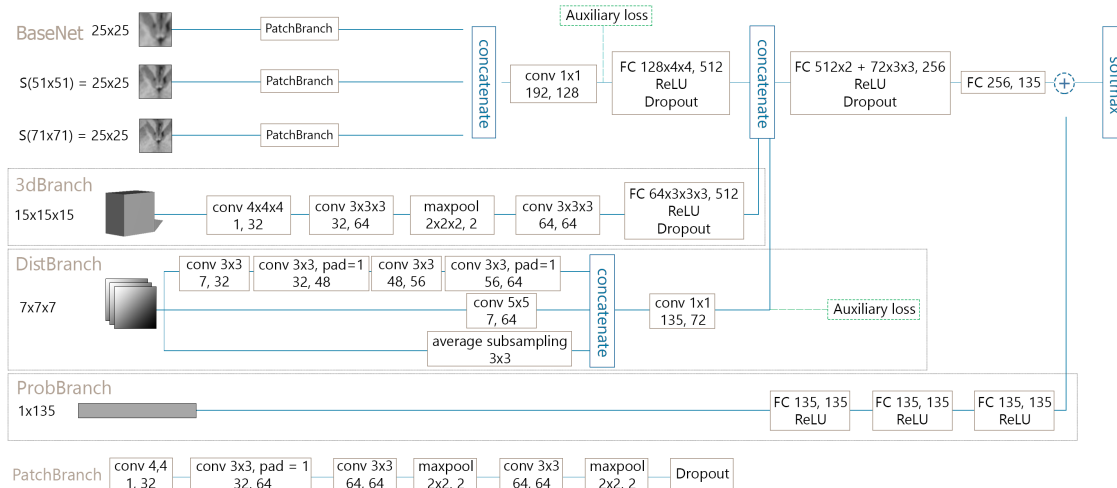 BaseNet
25x25
PatchBranch
S(51x51) = 25x25
PatchBranch
S(71x71) = 25x25
PatchBranch
concatenate
conv 1x1
192, 128
Auxiliary loss
FC 128x4x4, 512
ReLU
Dropout
concatenate
FC 512x2 + 72x3x3, 256
ReLU
Dropout
FC 256, 135
+
softmax
3dBranch
15x15x15
conv 4x4x4
1, 32
conv 3x3x3
32, 64
maxpool
2x2x2, 2
conv 3x3x3
64, 64
FC 64x3x3x3, 512
ReLU
Dropout
DistBranch
7x7x7
conv 3x3
7, 32
conv 3x3, pad=1
32, 48
conv 3x3
48, 56
conv 3x3, pad=1
56, 64
conv 5x5
7, 64
average subsampling
3x3
concatenate
conv 1x1
135, 72
Auxiliary loss
ProbBranch
1x135
FC 135, 135
ReLU
FC 135, 135
ReLU
FC 135, 135
ReLU
PatchBranch
conv 4,4
1, 32
conv 3x3, pad = 1
32, 64
conv 3x3
64, 64
maxpool
2x2, 2
conv 3x3
64, 64
maxpool
2x2, 2
Dropout